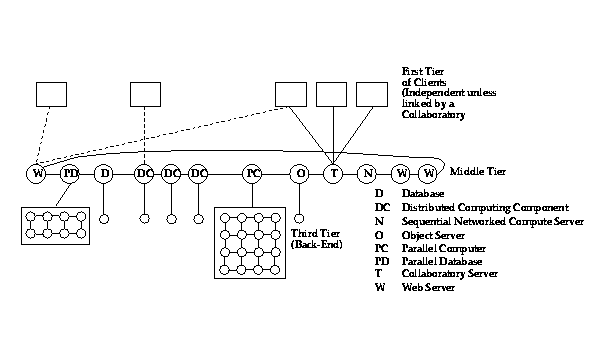 First Tier
of Clients
(Independent unless
linked by a
Collaboratory
W PD D DC DC DC PC O T N W W Middle Tier
D Database
DC Distributed Computing Component
N Sequential Networked Compute Server
O Object Server
PC Parallel Computer
PD Parallel Database
T Collaboratory Server
W Web Server
Third Tier
(Back-End)